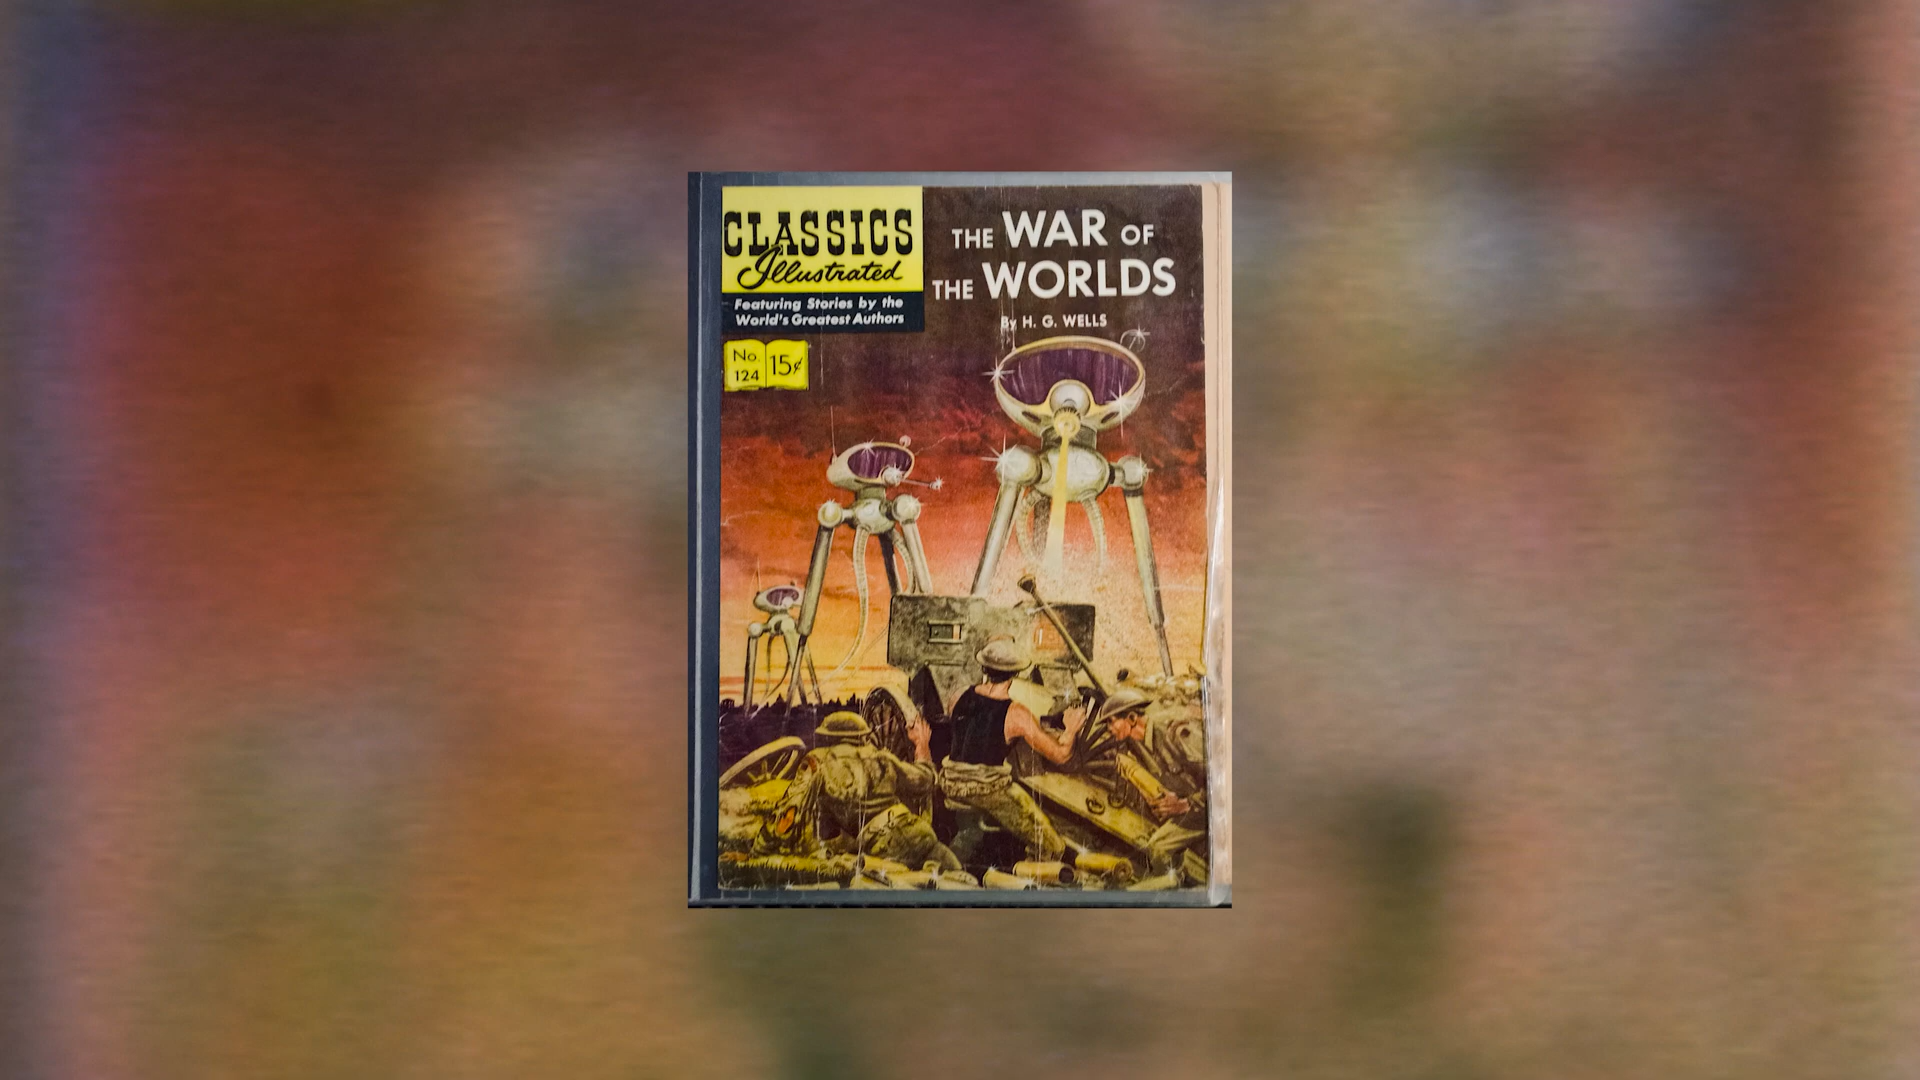 CLASSICS
Illustrated
Featuring Stories by the
World's Greatest Authors
No.
124
15¢
THE WAR OF
THE WORLDS
By H. G. WELLS